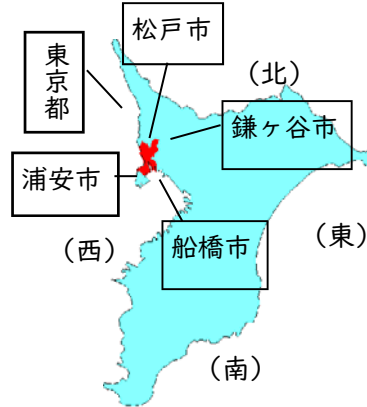 松戸市
東京都
（北）
鎌ヶ谷市
浦安市
（西）
船橋市
（東）
（南）